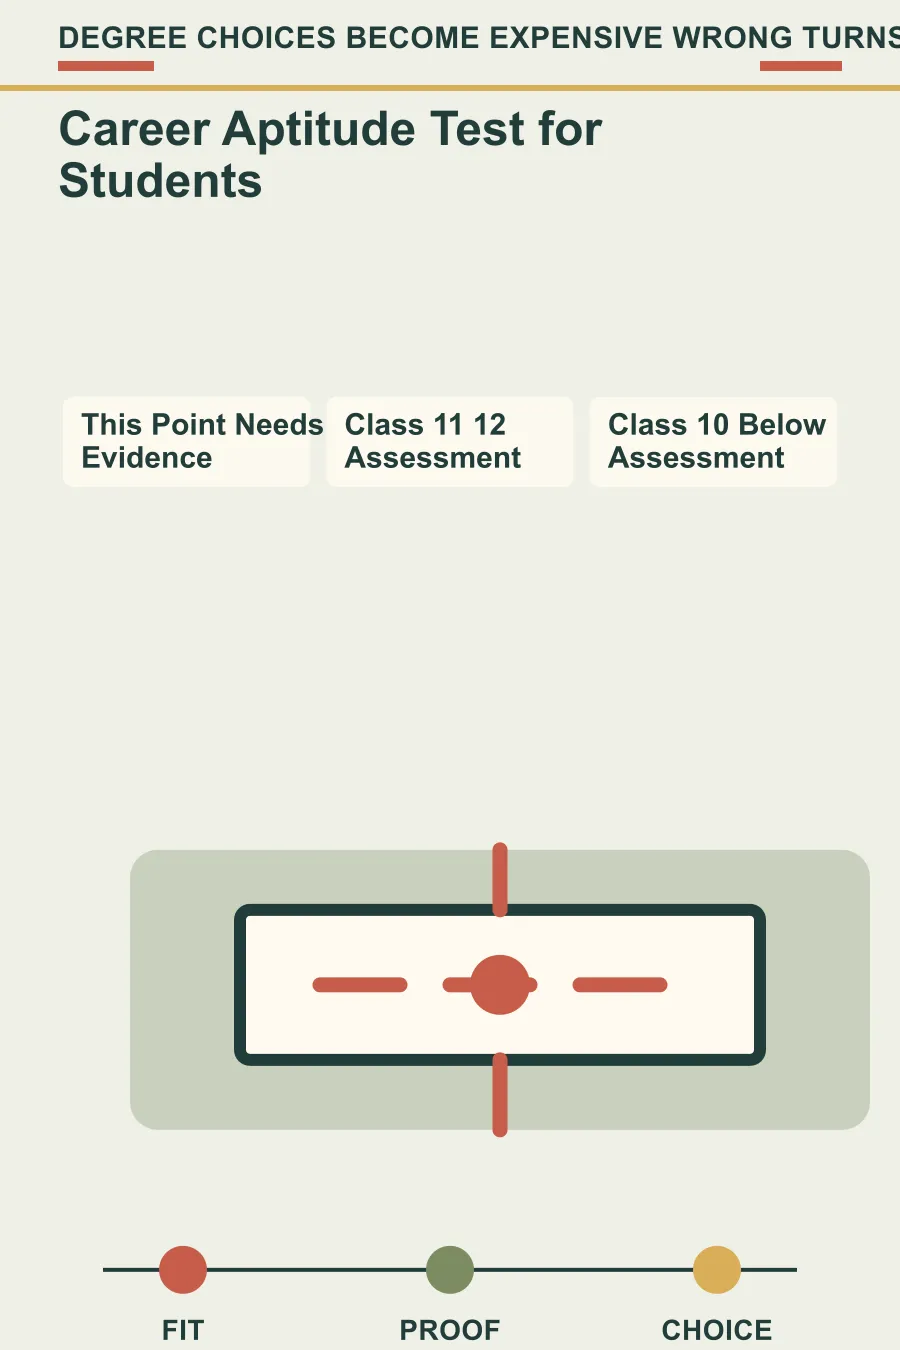 DEGREE CHOICES BECOME EXPENSIVE WRONG TURNS
Career Aptitude Test for
Students
This Point Needs
Evidence
Class 11 12
Assessment
Class 10 Below
Assessment
FIT
PROOF
CHOICE